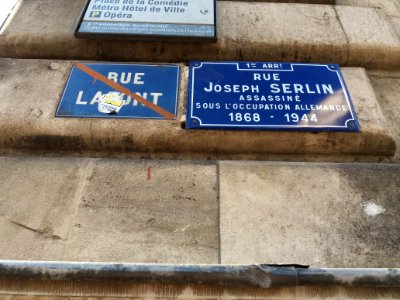 Place de la Comédie
Métro Hôtel de Ville
P Opéra
RUE
LAFONT
1er ARRt
RUE
JOSEPH SERLIN
ASSASSINÉ
SOUS L'OCCUPATION ALLEMANDE
1868 - 1944